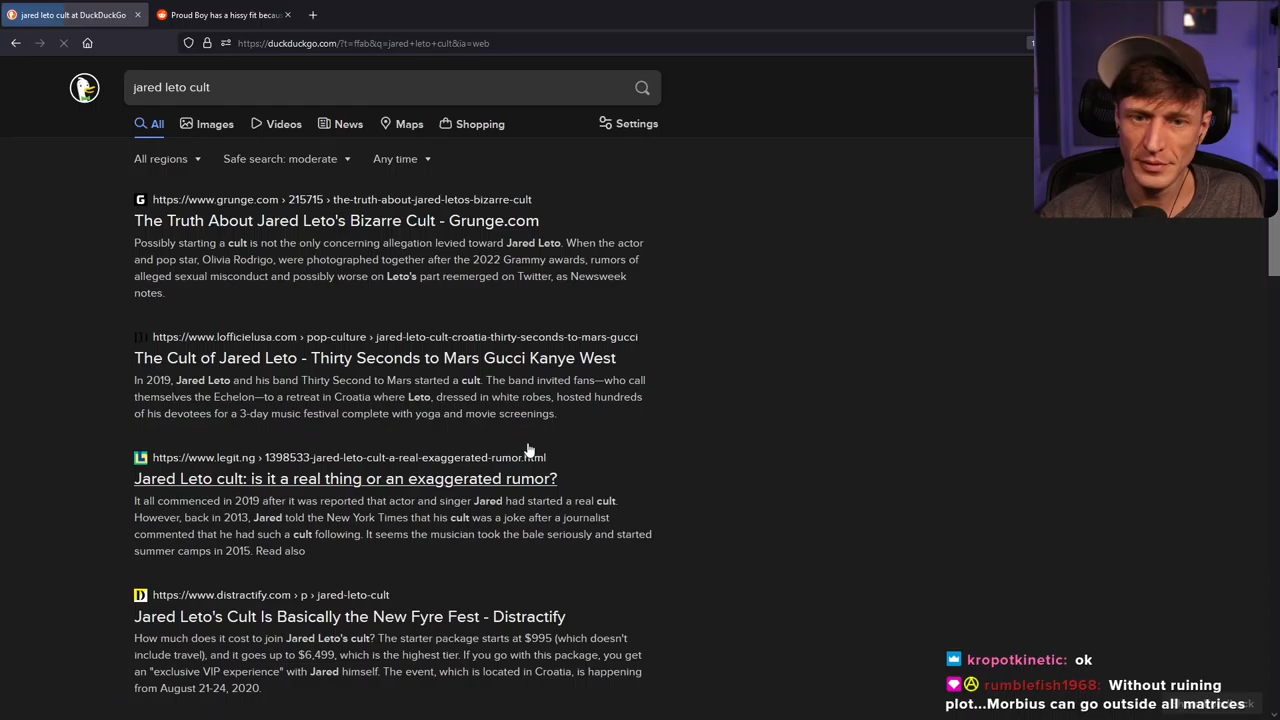 jared leto cult at DuckDuckGo
Proud Boy has a hissy fit becau
https://duckduckgo.com/?t=ffab&q=jared+leto+cult&ia=web
jared leto cult
All
Images
Videos
News
Maps
Shopping
Settings
All regions
Safe search: moderate
Any time
G
https://www.grunge.com › 215715 › the-truth-about-jared-letos-bizarre-cult
The Truth About Jared Leto's Bizarre Cult - Grunge.com
Possibly starting a cult is not the only concerning allegation levied toward Jared Leto. When the actor
and pop star, Olivia Rodrigo, were photographed together after the 2022 Grammy awards, rumors of
alleged sexual misconduct and possibly worse on Leto's part reemerged on Twitter, as Newsweek
notes.
https://www.lofficielusa.com › pop-culture › jared-leto-cult-croatia-thirty-seconds-to-mars-gucci
The Cult of Jared Leto - Thirty Seconds to Mars Gucci Kanye West
In 2019, Jared Leto and his band Thirty Second to Mars started a cult. The band invited fans—who call
themselves the Echelon—to a retreat in Croatia where Leto, dressed in white robes, hosted hundreds
of his devotees for a 3-day music festival complete with yoga and movie screenings.
https://www.legit.ng › 1398533-jared-leto-cult-a-real-exaggerated-rumor.html
Jared Leto cult: is it a real thing or an exaggerated rumor?
It all commenced in 2019 after it was reported that actor and singer Jared had started a real cult.
However, back in 2013, Jared told the New York Times that his cult was a joke after a journalist
commented that he had such a cult following. It seems the musician took the bale seriously and started
summer camps in 2015. Read also
D
https://www.distractify.com › p › jared-leto-cult
Jared Leto's Cult Is Basically the New Fyre Fest - Distractify
How much does it cost to join Jared Leto's cult? The starter package starts at $995 (which doesn't
include travel), and it goes up to $6,499, which is the highest tier. If you go with this package, you get
an "exclusive VIP experience" with Jared himself. The event, which is located in Croatia, is happening
from August 21-24, 2020.
kropotkinetic: ok
rumblefish1968: Without ruining
plot...Morbius can go outside all matrices